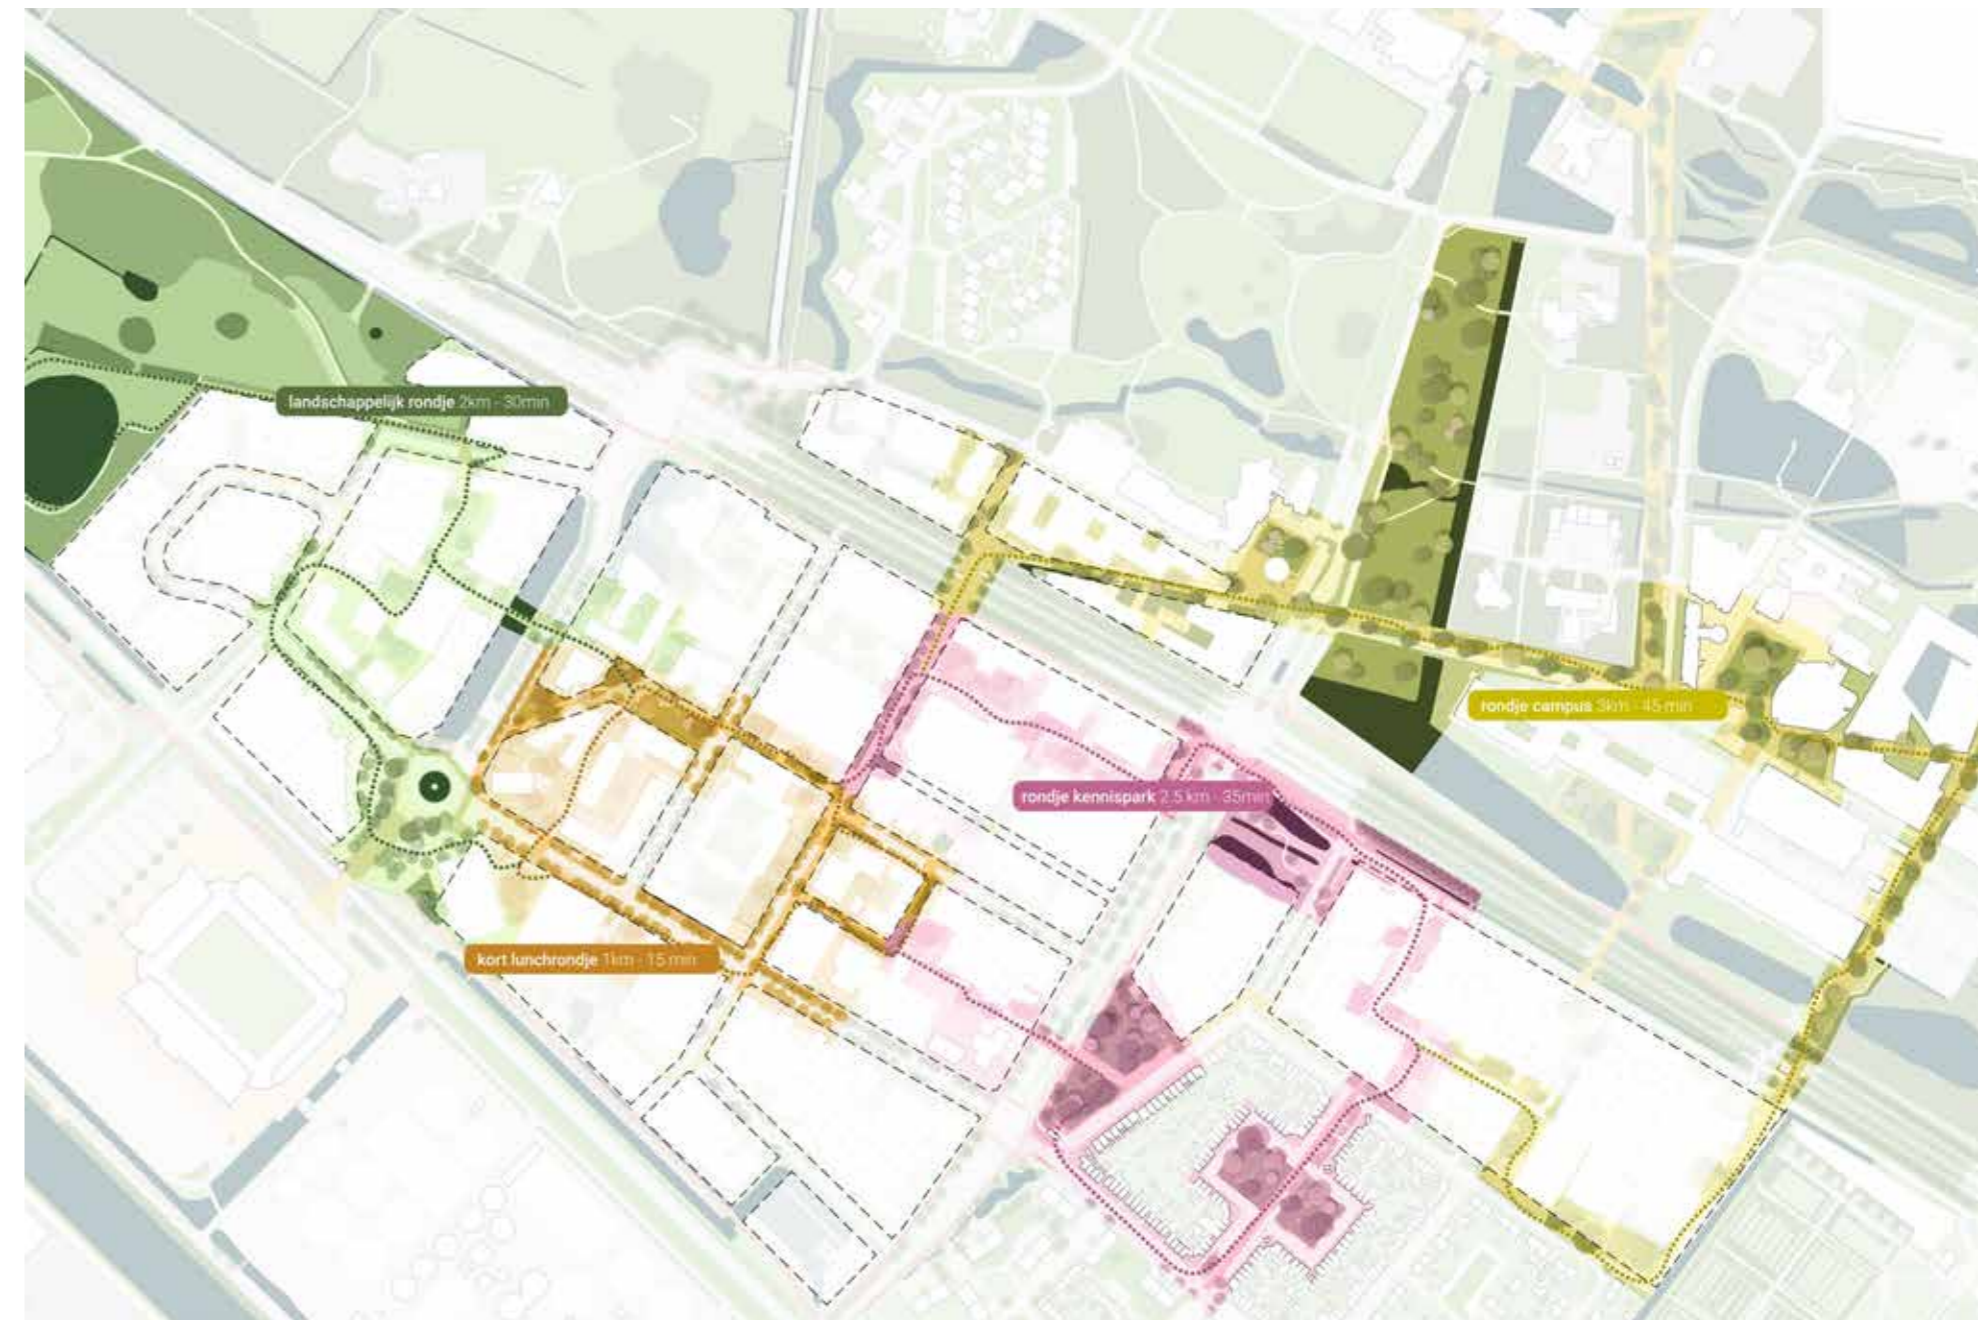 landschappelijk rondje 2km - 30min
rondje campus 3km - 45 min
rondje kennispark 2.5 km - 35min
kort lunchrondje 1km - 15 min